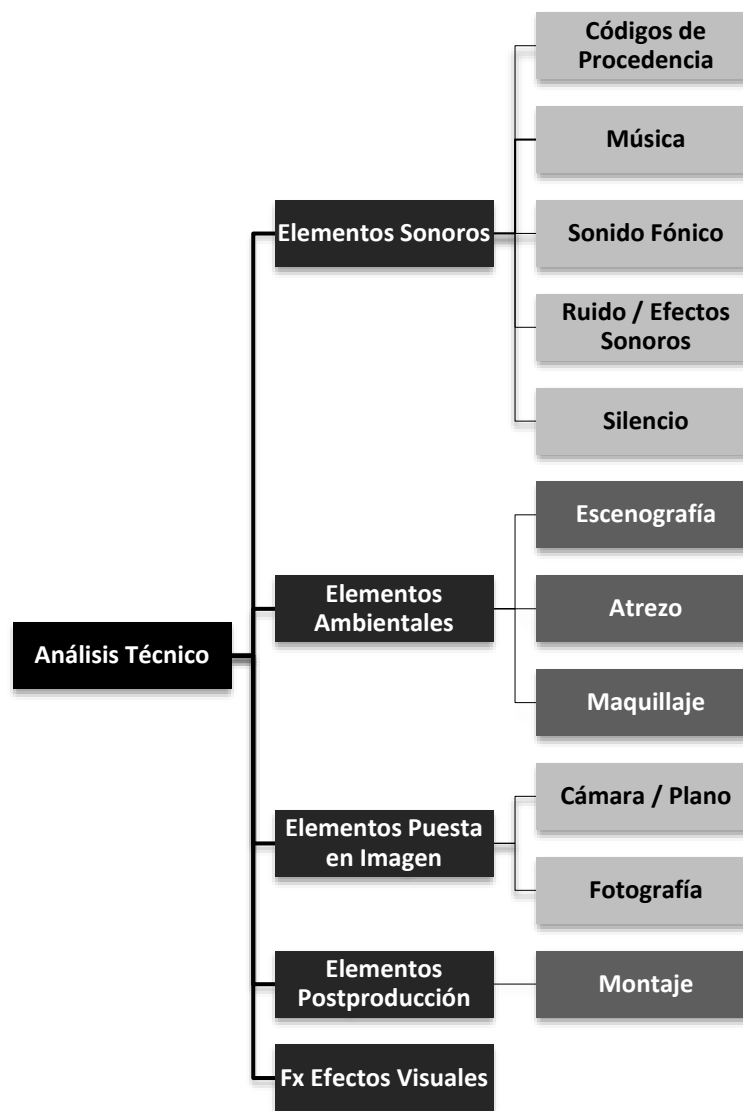 Análisis Técnico
Elementos Sonoros
Códigos de
Procedencia
Música
Sonido Fónico
Ruido / Efectos
Sonoros
Silencio
Elementos
Ambientales
Escenografía
Atrezo
Maquillaje
Elementos Puesta
en Imagen
Cámara / Plano
Fotografía
Elementos
Postproducción
Montaje
Fx Efectos Visuales